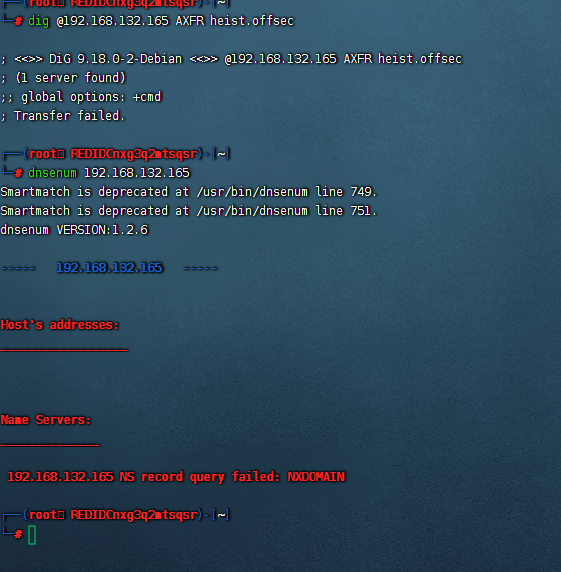 ┌──(root□ REDIDCnxg3q2mtsqsr)-[~]
└─# dig @192.168.132.165 AXFR heist.offsec
; <<>> DiG 9.18.0-2-Debian <<>> @192.168.132.165 AXFR heist.offsec
; (1 server found)
;; global options: +cmd
; Transfer failed.
┌──(root□ REDIDCnxg3q2mtsqsr)-[~]
└─# dnsenum 192.168.132.165
Smartmatch is deprecated at /usr/bin/dnsenum line 749.
Smartmatch is deprecated at /usr/bin/dnsenum line 751.
dnsenum VERSION:1.2.6
-----   192.168.132.165   -----
Host's addresses:
__________________
Name Servers:
______________
 192.168.132.165 NS record query failed: NXDOMAIN
┌──(root□ REDIDCnxg3q2mtsqsr)-[~]
└─#